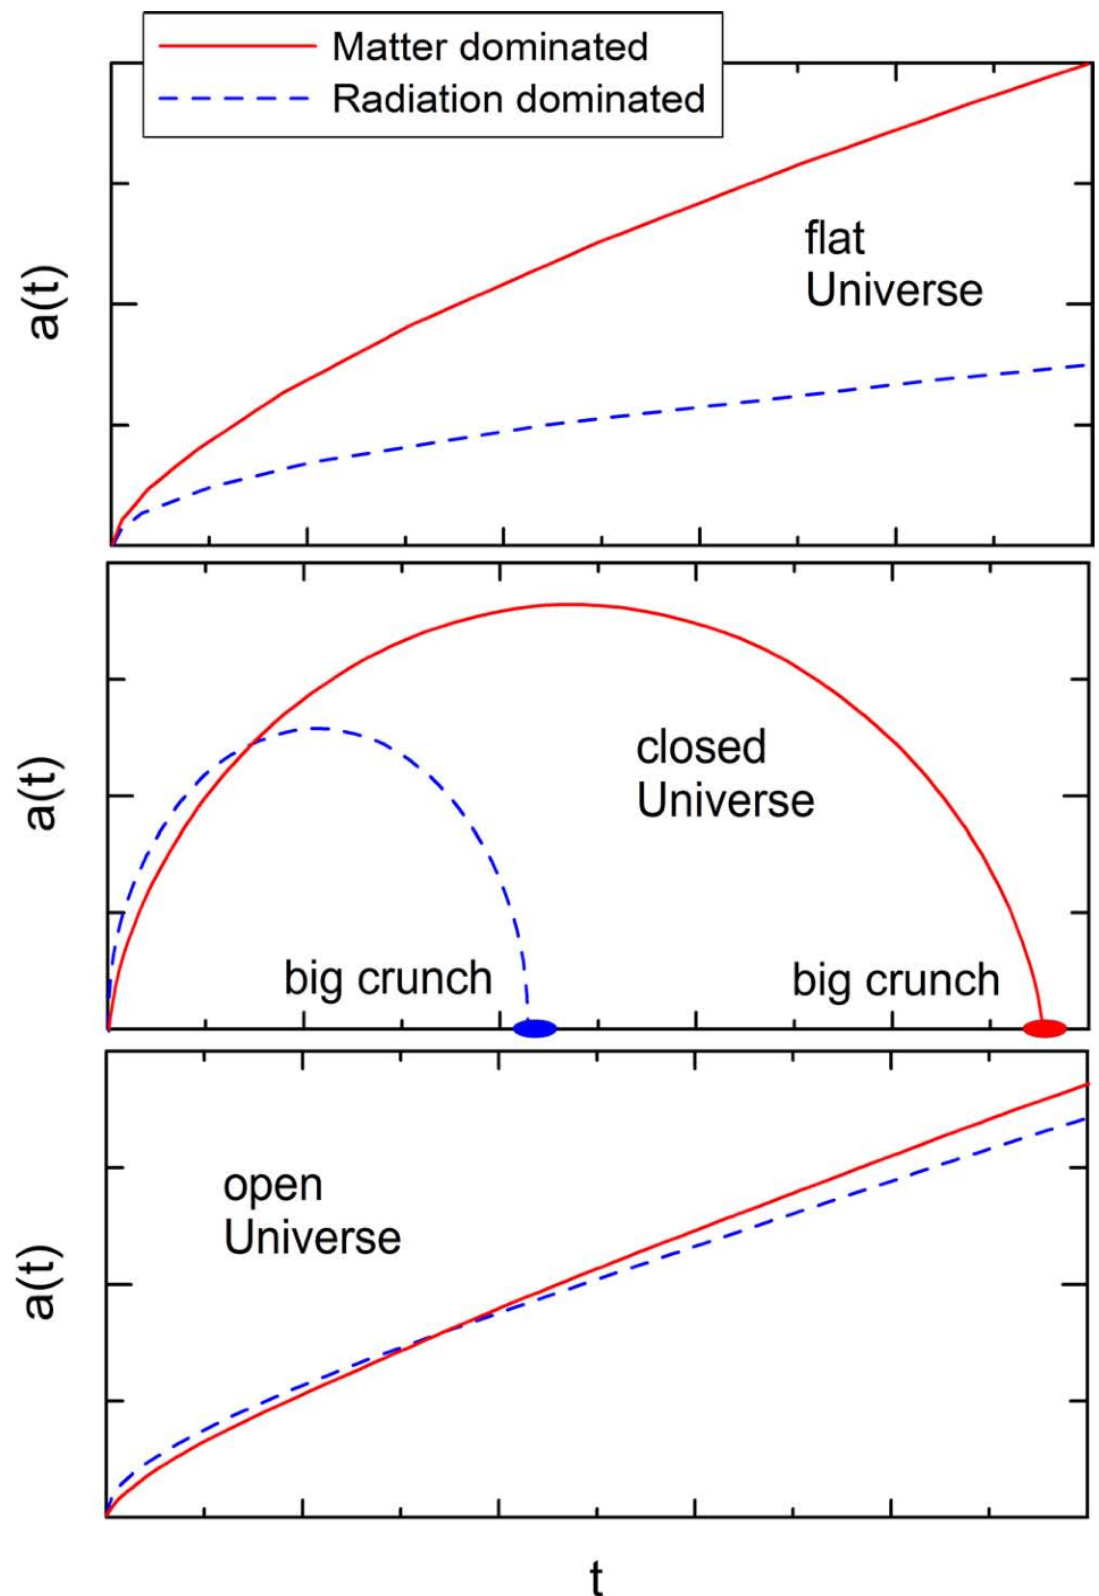 Matter dominated
Radiation dominated
flat
Universe
a(t)
closed
Universe
a(t)
big crunch
big crunch
open
Universe
a(t)
t